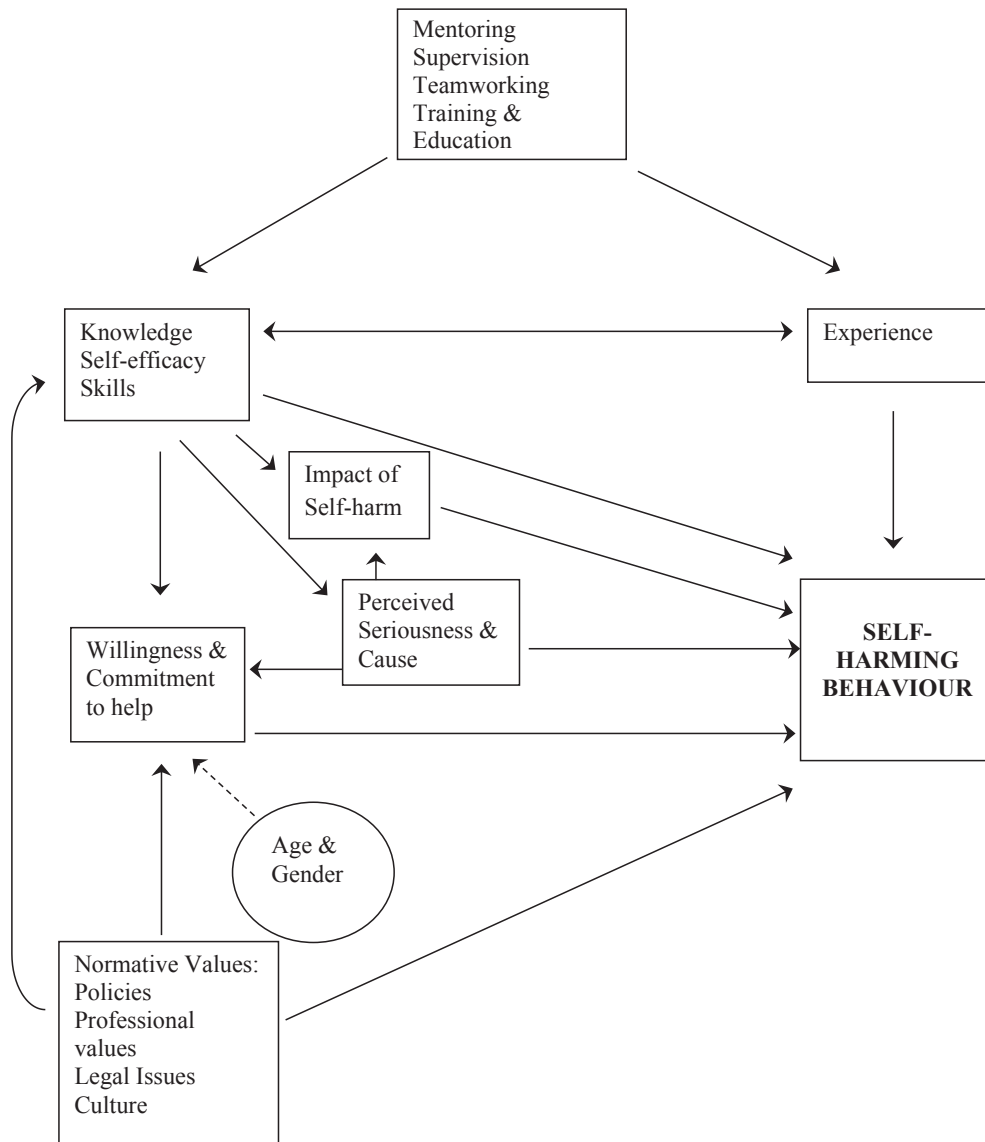 Mentoring
Supervision
Teamworking
Training &
Education
Knowledge
Self-efficacy
Skills
Experience
Impact of
Self-harm
Perceived
Seriousness &
Cause
Willingness &
Commitment
to help
SELF-
HARMING
BEHAVIOUR
Age &
Gender
Normative Values:
Policies
Professional
values
Legal Issues
Culture